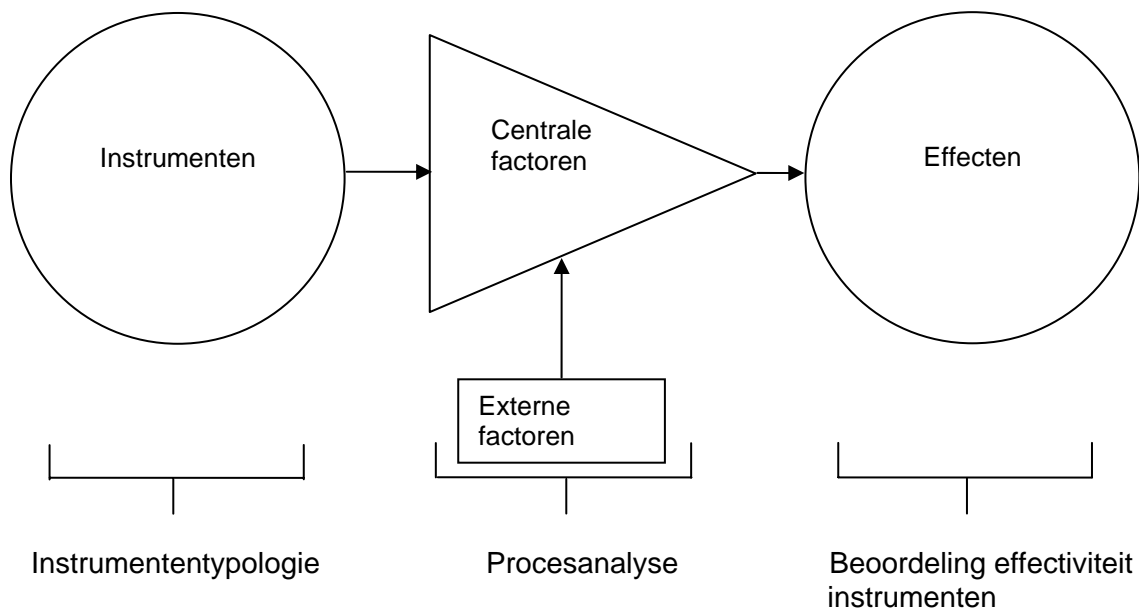 Instrumenten
Centrale
factoren
Effecten
Externe
factoren
Instrumententypologie
Procesanalyse
Beoordeling effectiviteit
instrumenten